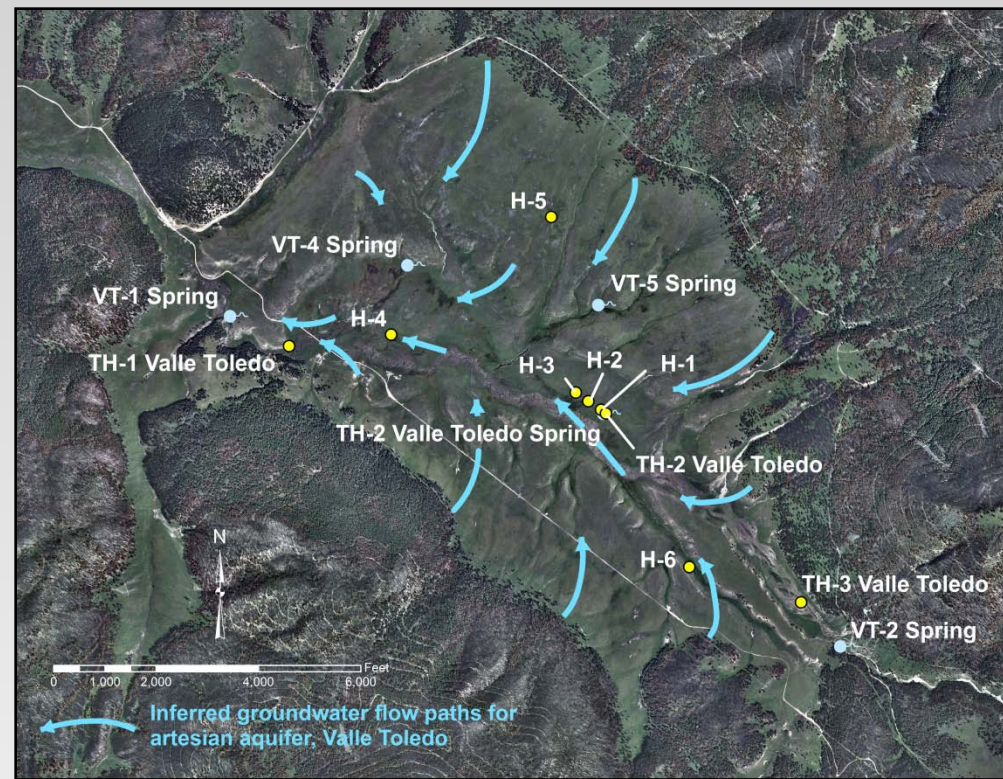 H-5
VT-4 Spring
VT-5 Spring
VT-1 Spring
H-4
H-3
H-2
H-1
TH-1 Valle Toledo
TH-2 Valle Toledo Spring
TH-2 Valle Toledo
N
H-6
TH-3 Valle Toledo
VT-2 Spring
Feet
0 1,000 2,000 4,000 6,000
Inferred groundwater flow paths for
artesian aquifer, Valle Toledo